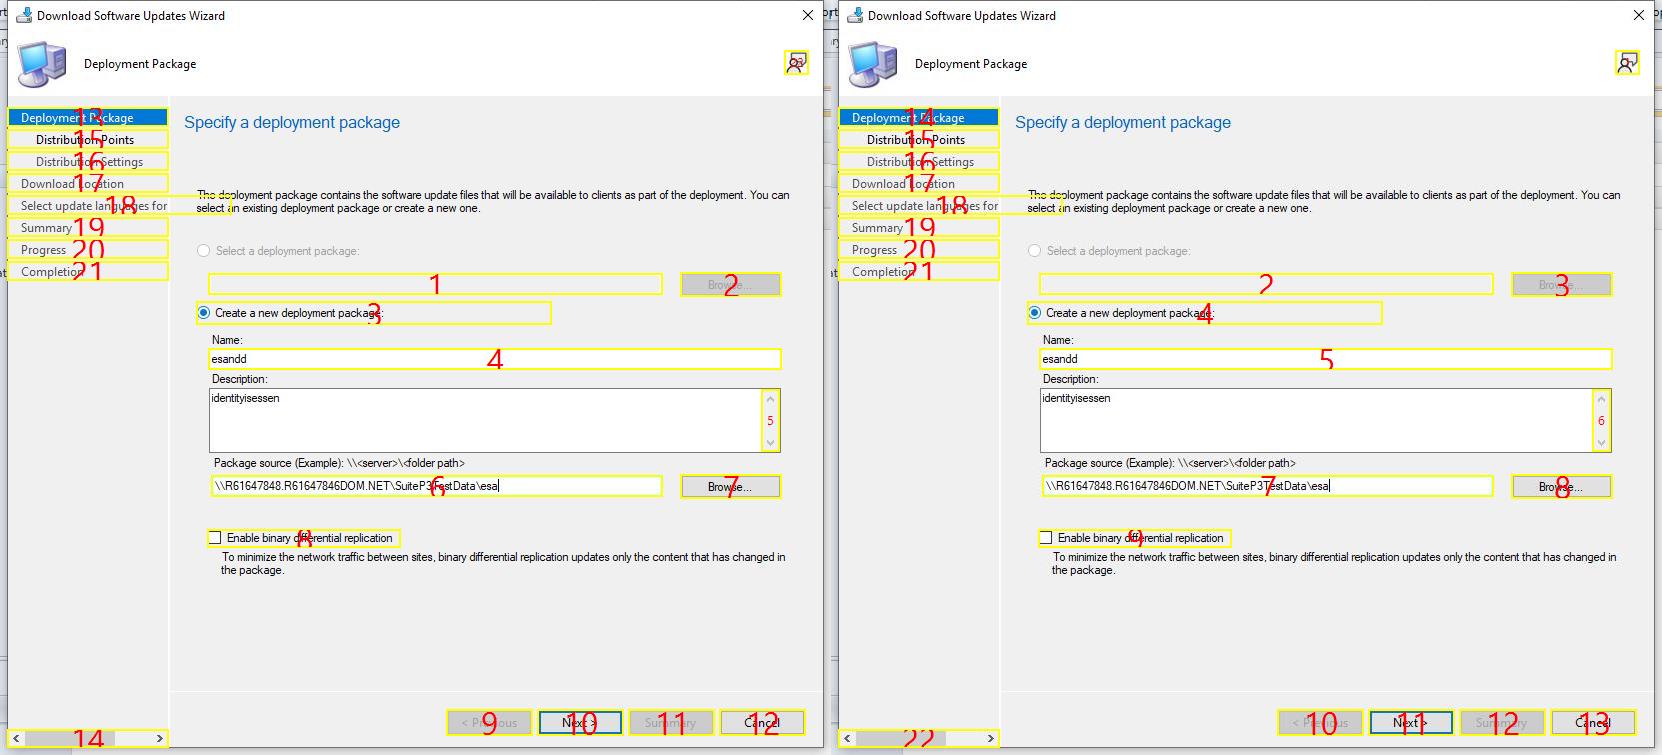 Download Software Updates Wizard
Deployment Package
13
Deployment Package
15
Distribution Points
16
Distribution Settings
17
Download Location
18
Select update languages for
19
Summary
20
Progress
21
Completion
14
Specify a deployment package
The deployment package contains the software update files that will be available to clients as part of the deployment. You can
select an existing deployment package or create a new one.
Select a deployment package:
1
2
Browse...
3
Create a new deployment package:
Name:
esandd
4
Description:
identityisessen
5
Package source (Example): \\<server>\<folder path>
\\R61647848.R61647846DOM.NET\SuiteP3TestData\esa
6
7
Browse...
8
Enable binary differential replication
To minimize the network traffic between sites, binary differential replication updates only the content that has changed in
the package.
9
< Previous
10
Next >
11
Summary
12
Cancel
Download Software Updates Wizard
Deployment Package
14
Deployment Package
15
Distribution Points
16
Distribution Settings
17
Download Location
18
Select update languages for
19
Summary
20
Progress
21
Completion
22
Specify a deployment package
The deployment package contains the software update files that will be available to clients as part of the deployment. You can
select an existing deployment package or create a new one.
Select a deployment package:
2
3
Browse...
4
Create a new deployment package:
Name:
esandd
5
Description:
identityisessen
6
Package source (Example): \\<server>\<folder path>
\\R61647848.R61647846DOM.NET\SuiteP3TestData\esa
7
8
Browse...
9
Enable binary differential replication
To minimize the network traffic between sites, binary differential replication updates only the content that has changed in
the package.
10
< Previous
11
Next >
12
Summary
13
Cancel